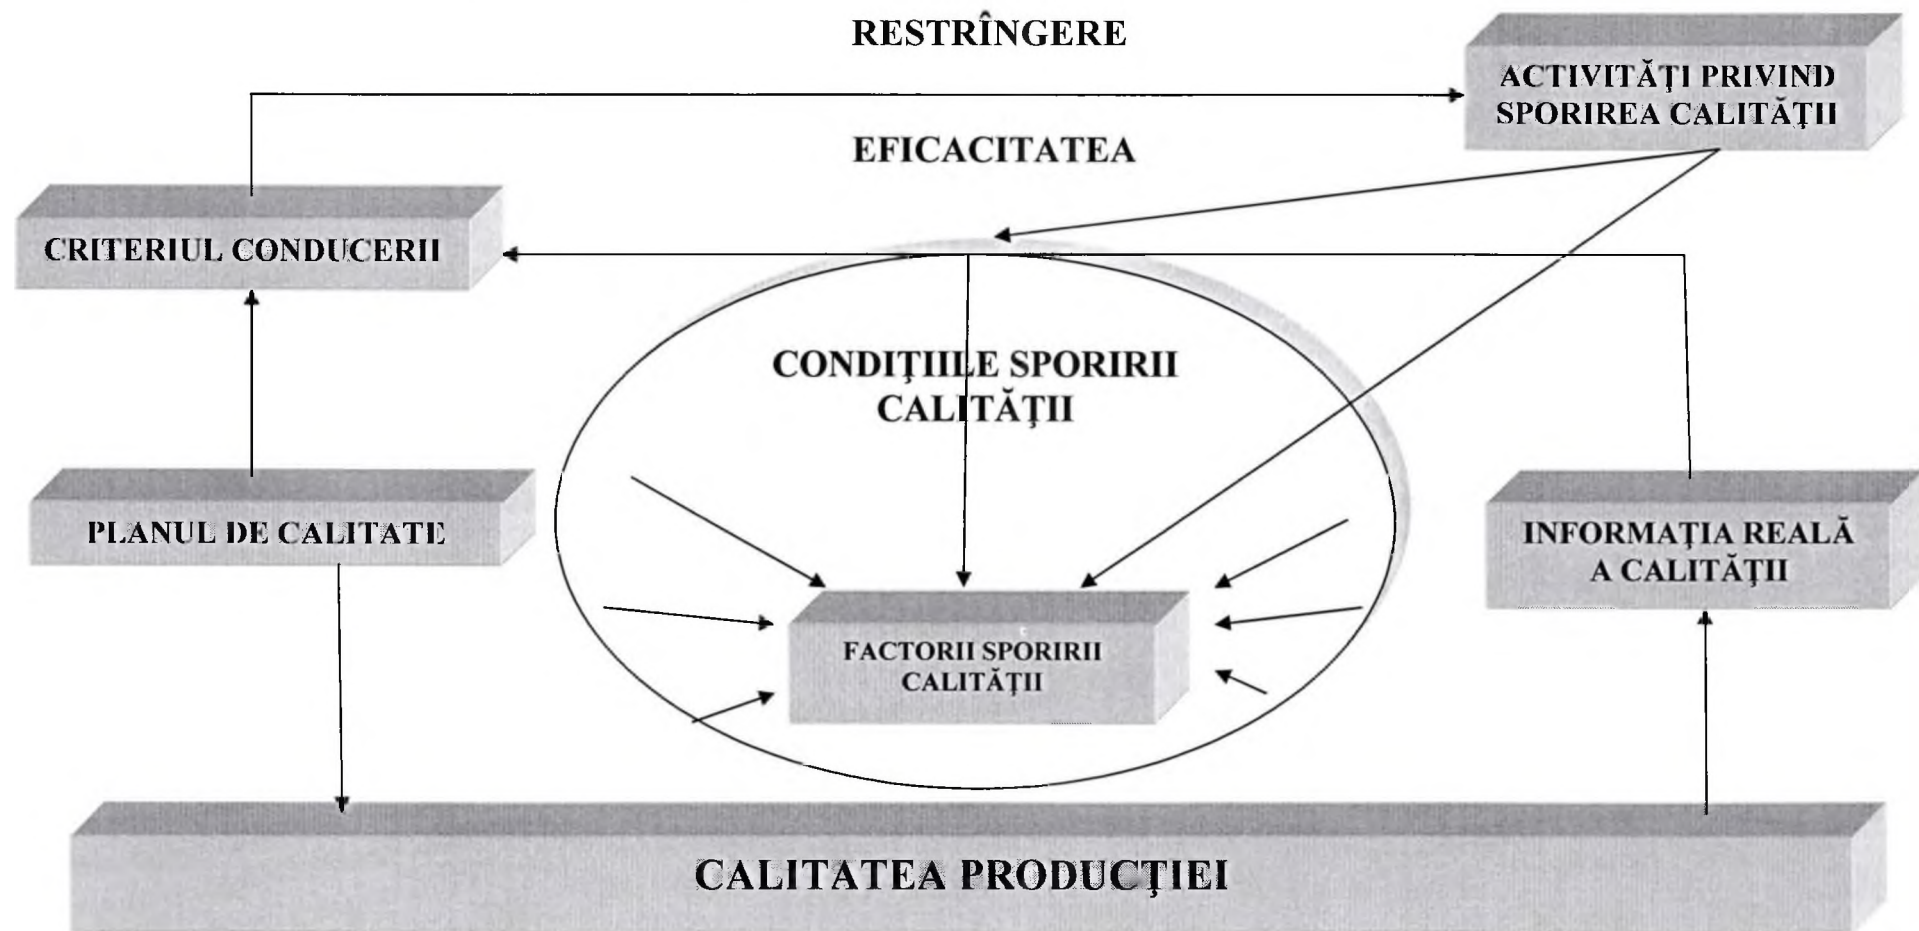 RESTRÎNGERE
ACTIVITĂŢI PRIVIND
SPORIREA CALITĂŢII
EFICACITATEA
CRITERIUL CONDUCERII
CONDIŢIILE SPORIRII
CALITĂŢII
PLANUL DE CALITATE
INFORMAŢIA REALĂ
A CALITĂŢII
FACTORII SPORIRII
CALITĂŢII
CALITATEA PRODUCŢIEI